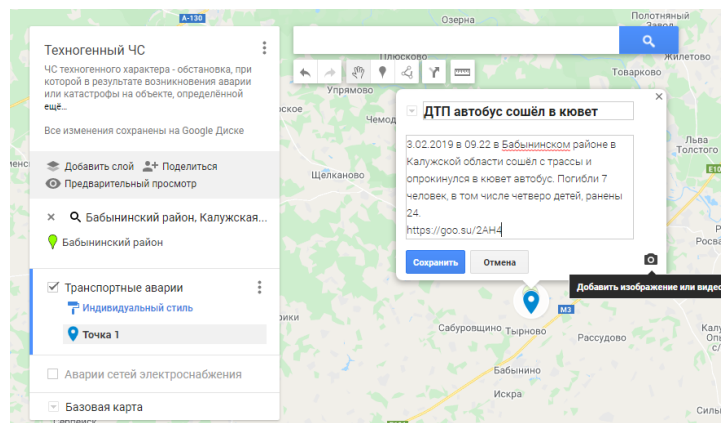 A-130
Озерна
Полотняный
Завод
Техногенный ЧС
ЧС техногенного характера - обстановка, при
которой в результате возникновения аварии
или катастрофы на объекте, определённой
ещё...
Все изменения сохранены на Google Диске
Добавить слой Поделиться
Предварительный просмотр
Бабынинский район, Калужская...
Бабынинский район
Транспортные аварии
Индивидуальный стиль
Точка 1
Аварии сетей электроснабжения
Базовая карта
Плюсково
Жилетово
Товарково
Упрямово
Щелканово
Льва
Толстого
ДТП автобус сошёл в кювет
3.02.2019 в 09.22 в Бабынинском районе в
Калужской области сошёл с трассы и
опрокинулся в кювет автобус. Погибли 7
человек, в том числе четверо детей, ранены
24.
https://goo.su/2AH4
Сохранить Отмена
Добавить изображение или видео
M3
Сабуровщино
Тырново
Рассудово
Бабынино
Искра